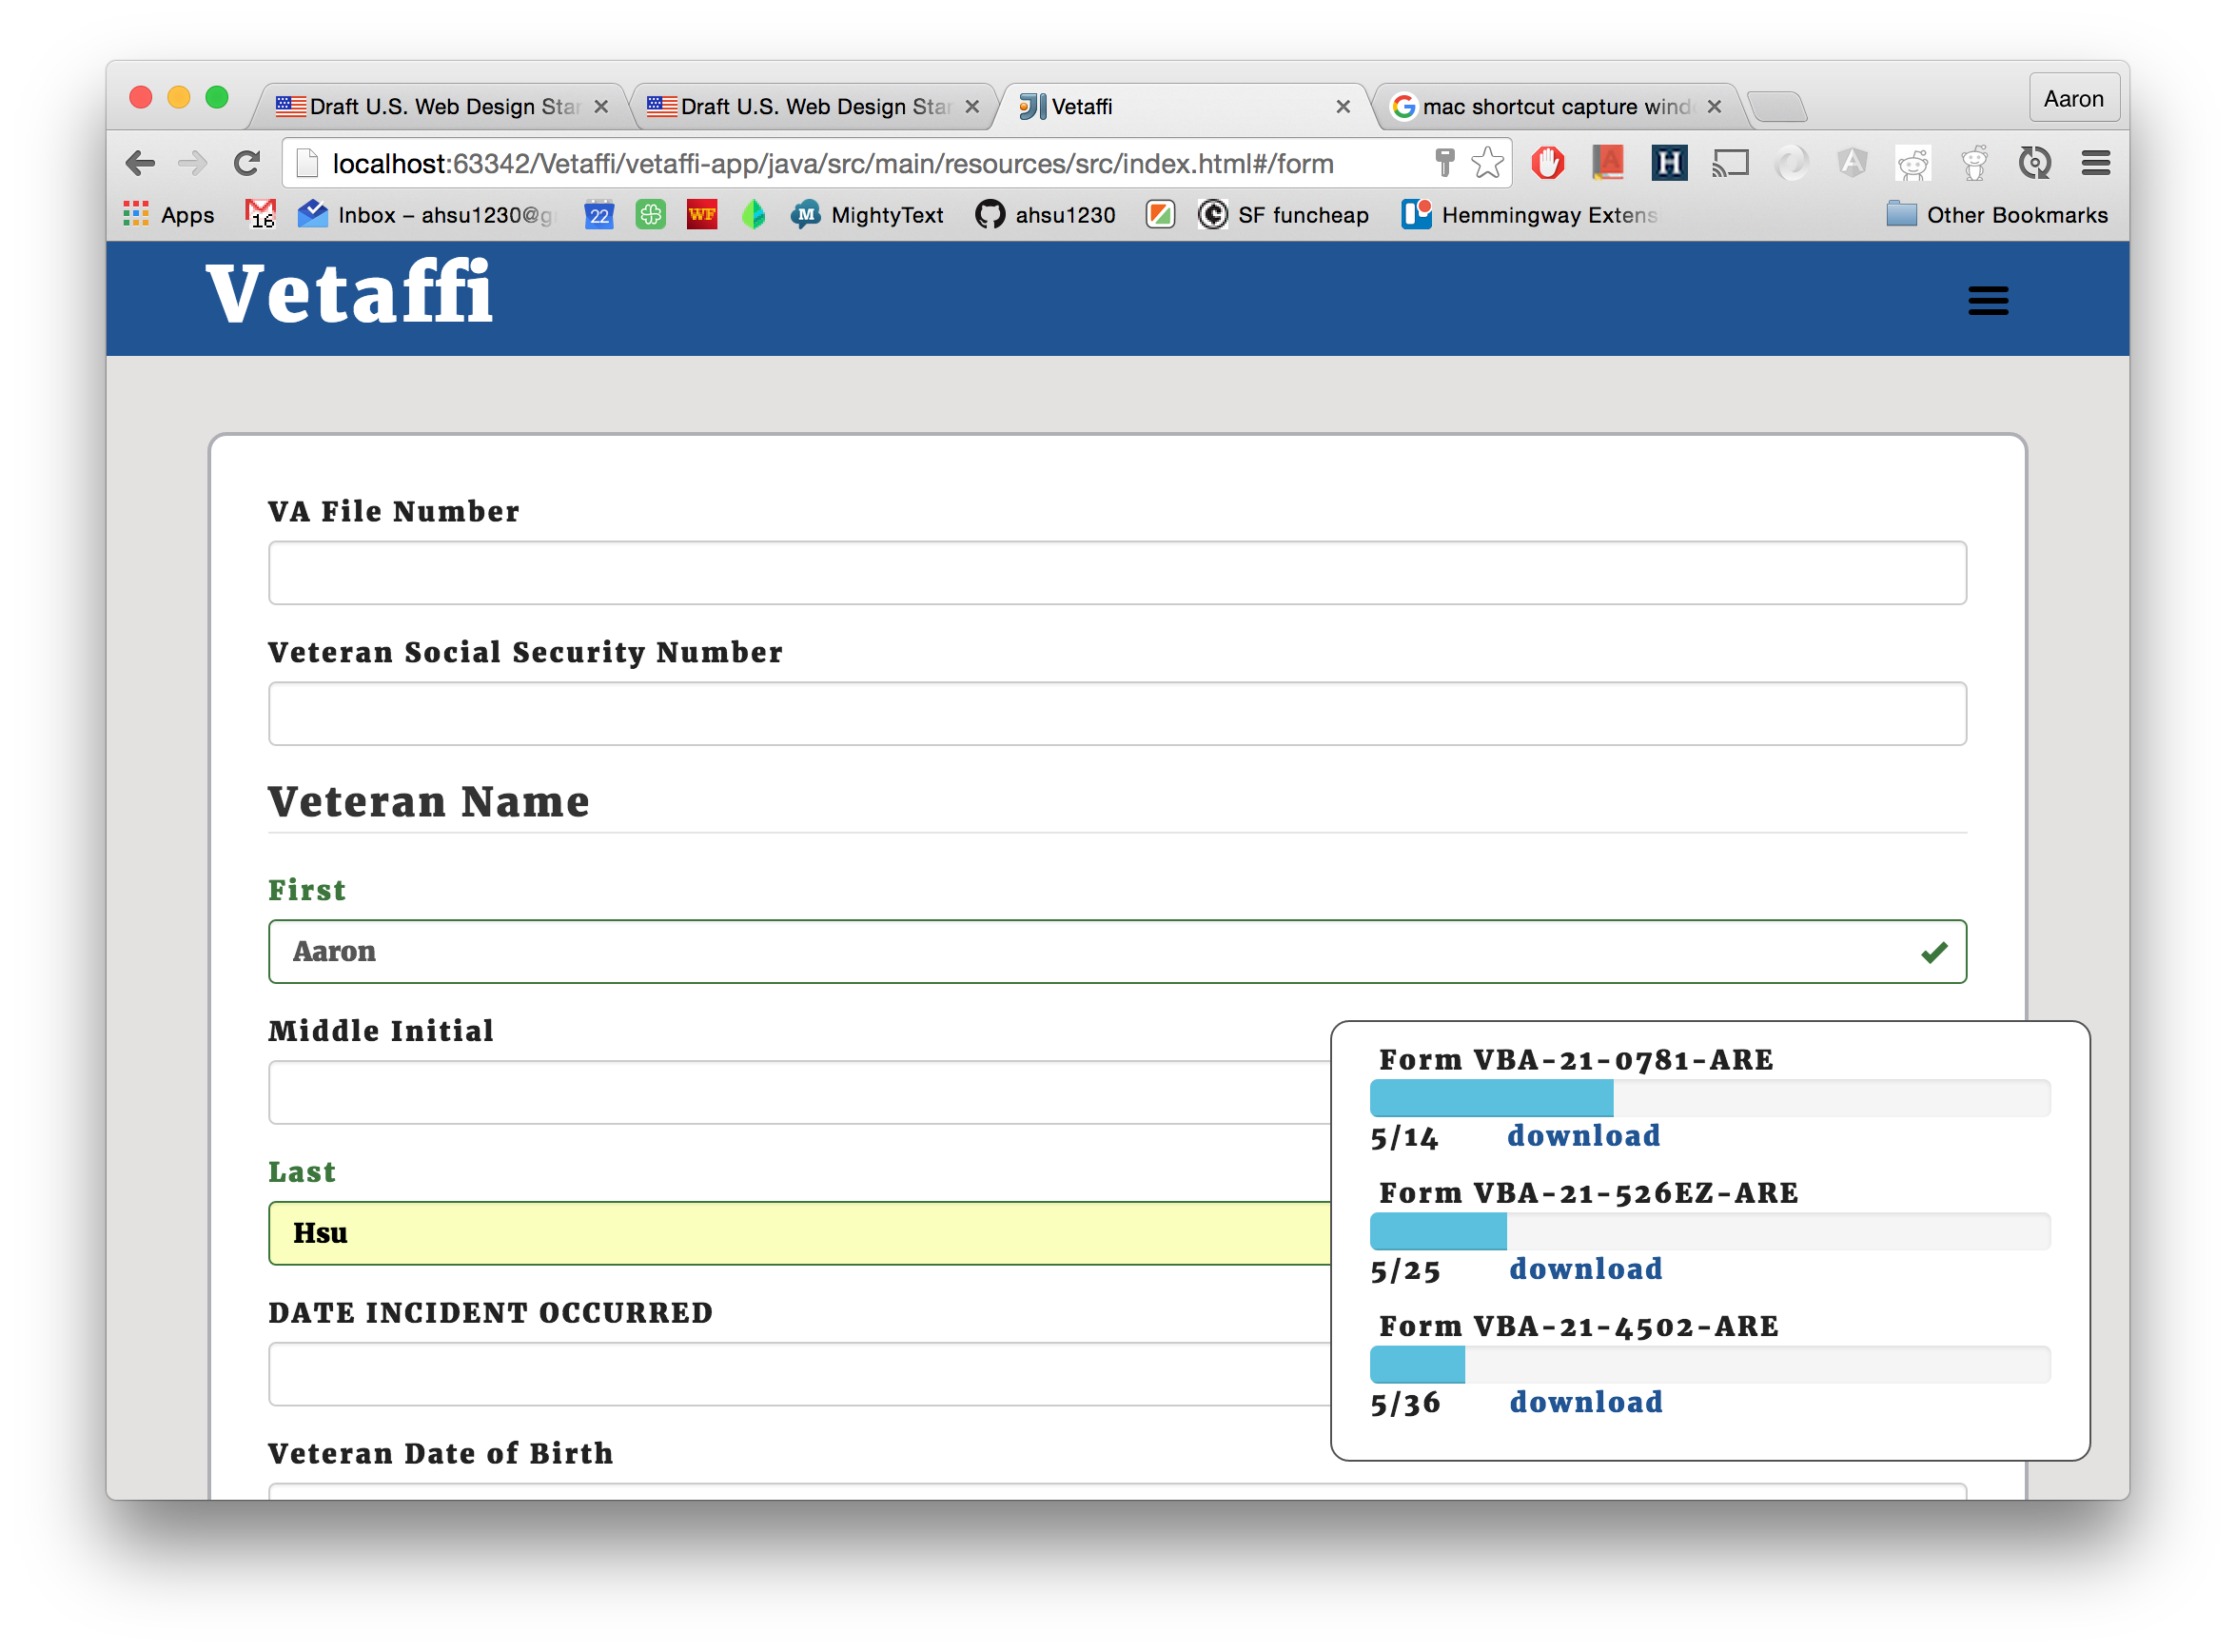 Draft U.S. Web Design Star
Draft U.S. Web Design Star
Vetaffi
mac shortcut capture wind
Aaron
localhost:63342/Vetaffi/vetaffi-app/java/src/main/resources/src/index.html#/form
Apps
16
Inbox – ahsu1230@g
22
WF
M
MightyText
ahsu1230
SF funcheap
Hemmingway Extens
Other Bookmarks
Vetaffi
VA File Number
Veteran Social Security Number
Veteran Name
First
Aaron
Middle Initial
Last
Hsu
DATE INCIDENT OCCURRED
Veteran Date of Birth
Form VBA-21-0781-ARE
5/14 download
Form VBA-21-526EZ-ARE
5/25 download
Form VBA-21-4502-ARE
5/36 download